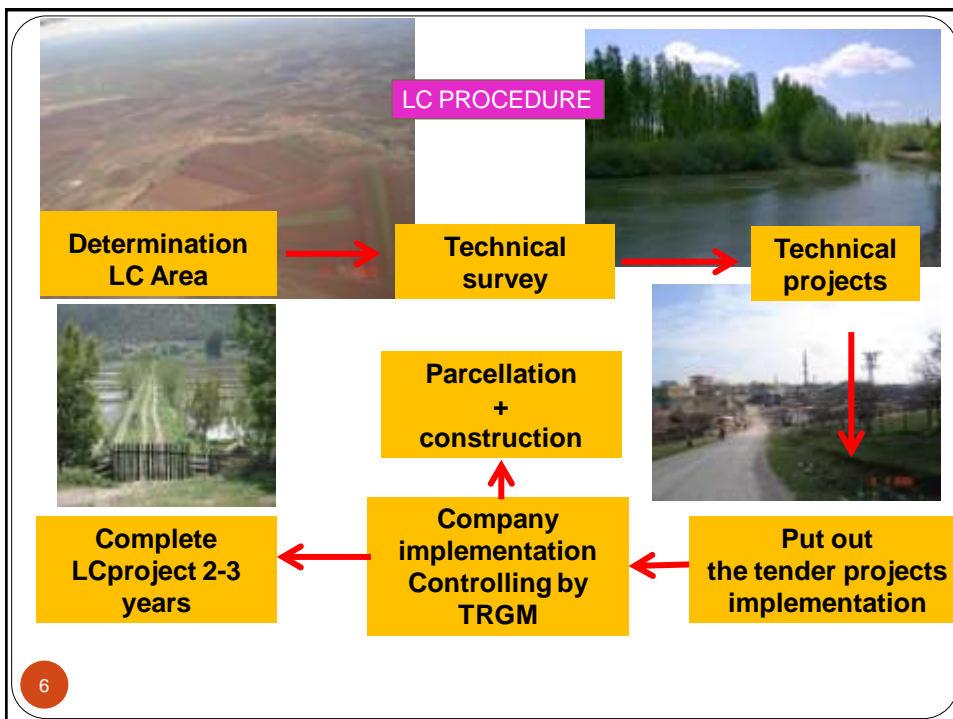 LC PROCEDURE
Determination
LC Area
Technical
survey
Technical
projects
Parcellation
+
construction
Complete
LCproject 2-3
years
Company
implementation
Controlling by
TRGM
Put out
the tender projects
implementation
6